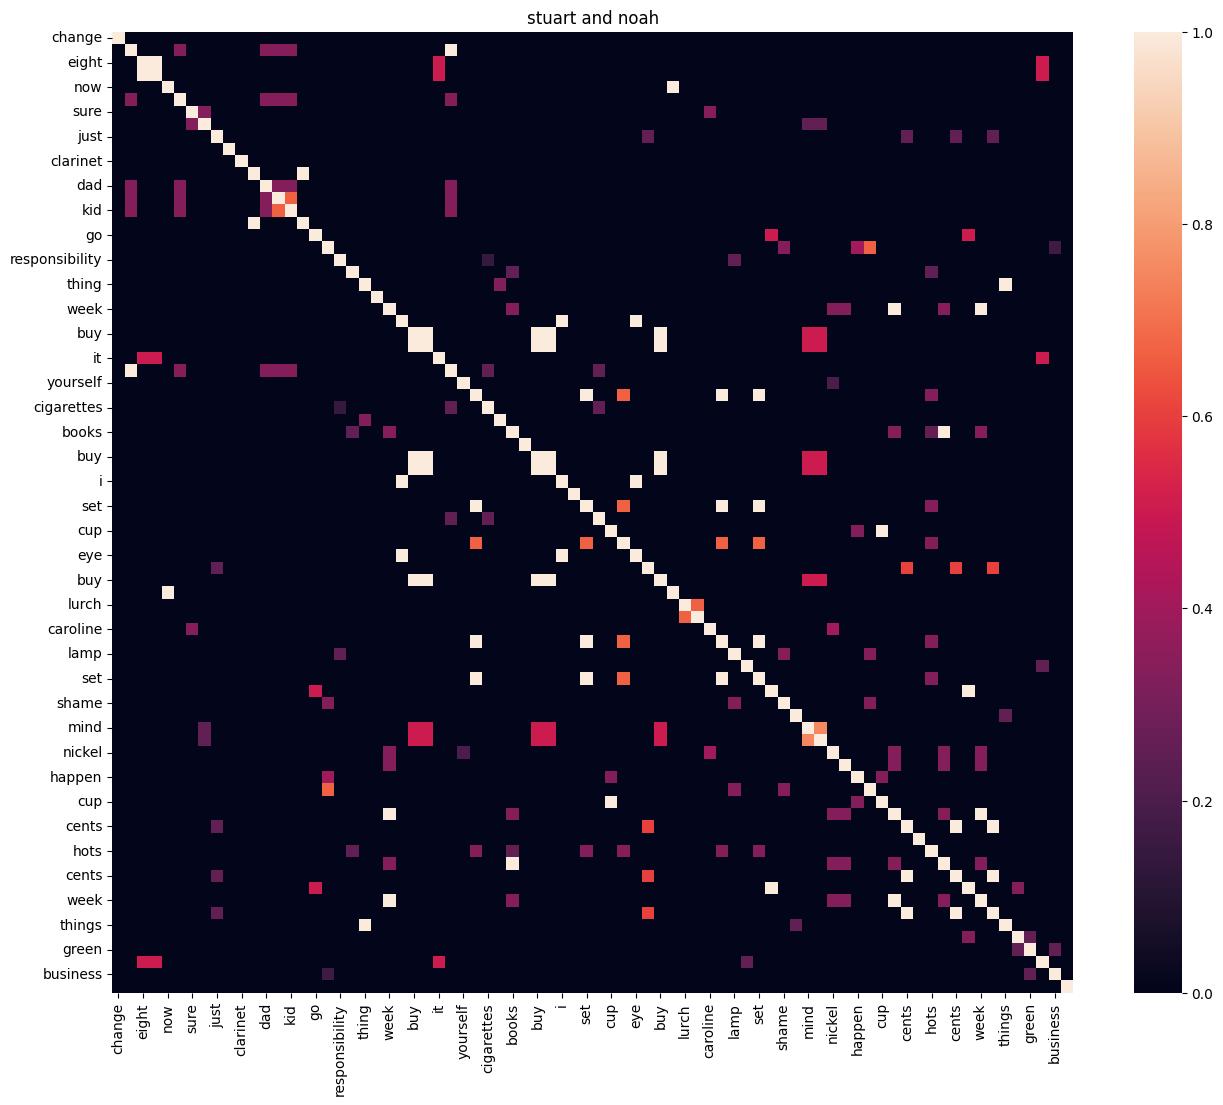 stuart and noah
change
eight
now
sure
just
clarinet
dad
kid
go
responsibility
thing
week
buy
it
yourself
cigarettes
books
buy
i
set
cup
eye
buy
lurch
caroline
lamp
set
shame
mind
nickel
happen
cup
cents
hots
cents
week
things
green
business
1.0
0.8
0.6
0.4
0.2
0.0
change
eight
now
sure
just
clarinet
dad
kid
go
responsibility
thing
week
buy
it
yourself
cigarettes
books
buy
i
set
cup
eye
buy
lurch
caroline
lamp
set
shame
mind
nickel
happen
cup
cents
hots
cents
week
things
green
business